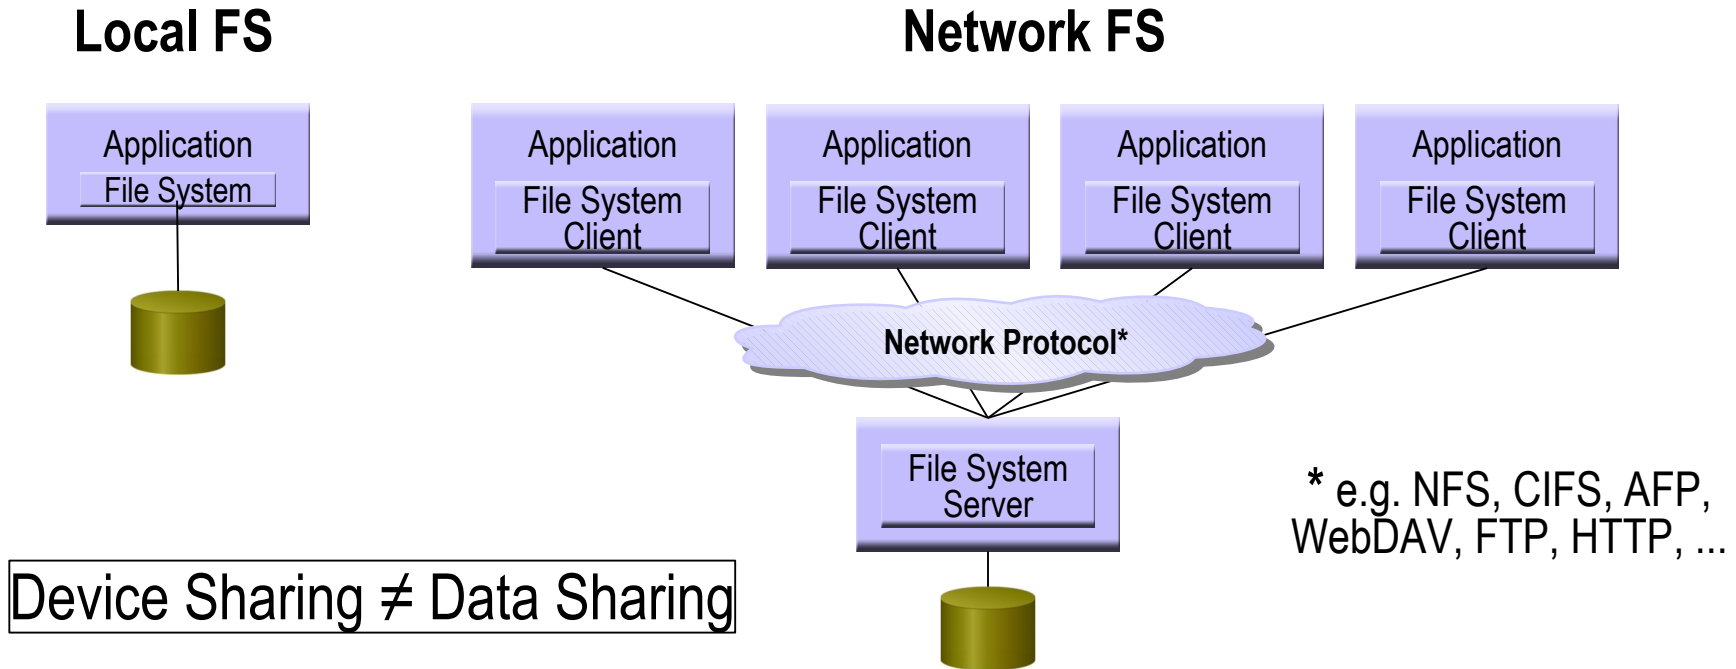 Local FS
Network FS
Application
File System
Application
File System
Client
Application
File System
Client
Application
File System
Client
Application
File System
Client
Network Protocol*
File System
Server
* e.g. NFS, CIFS, AFP,
WebDAV, FTP, HTTP, ...
Device Sharing ≠ Data Sharing